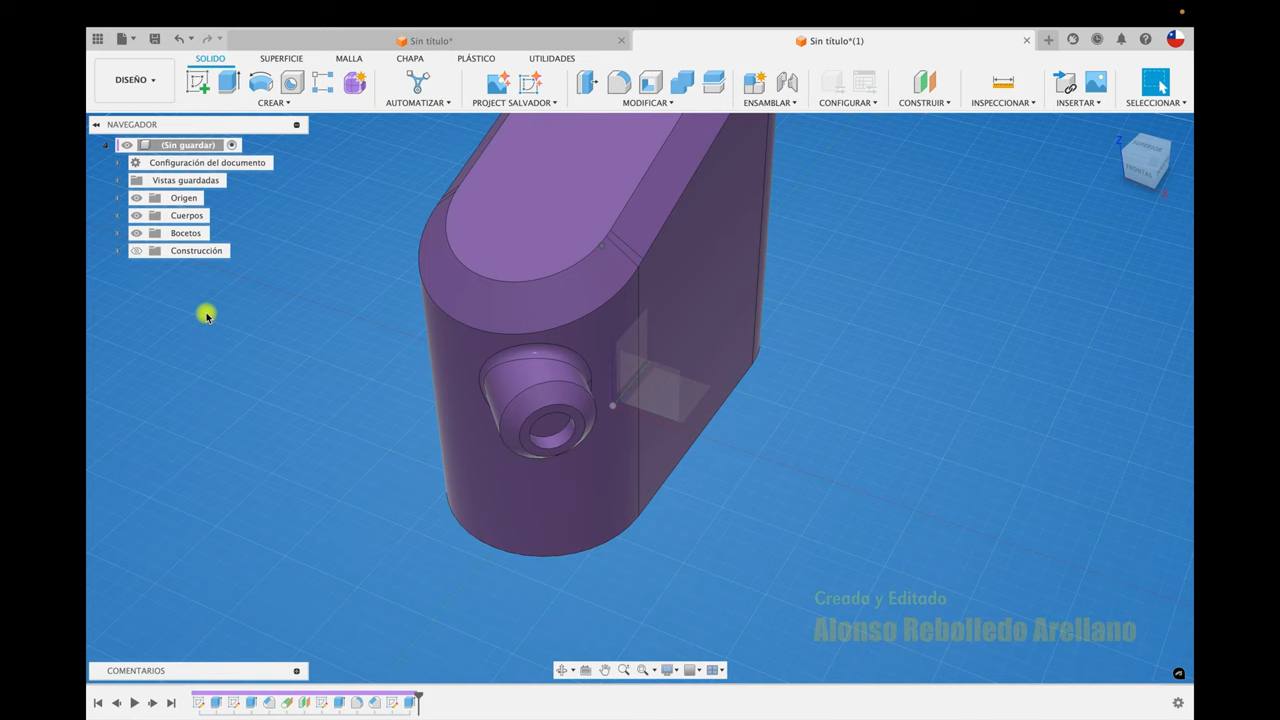 Sin título*
Sin título*(1)
DISEÑO
SOLIDO
SUPERFICIE
MALLA
CHAPA
PLÁSTICO
UTILIDADES
CREAR
AUTOMATIZAR
PROJECT SALVADOR
MODIFICAR
ENSAMBLAR
CONFIGURAR
CONSTRUIR
INSPECCIONAR
INSERTAR
SELECCIONAR
NAVEGADOR
(Sin guardar)
Configuración del documento
Vistas guardadas
Origen
Cuerpos
Bocetos
Construcción
Z
SUPERIOR
FRONTAL
X
Creada y Editado
Alonso Rebolledo Arellano
COMENTARIOS